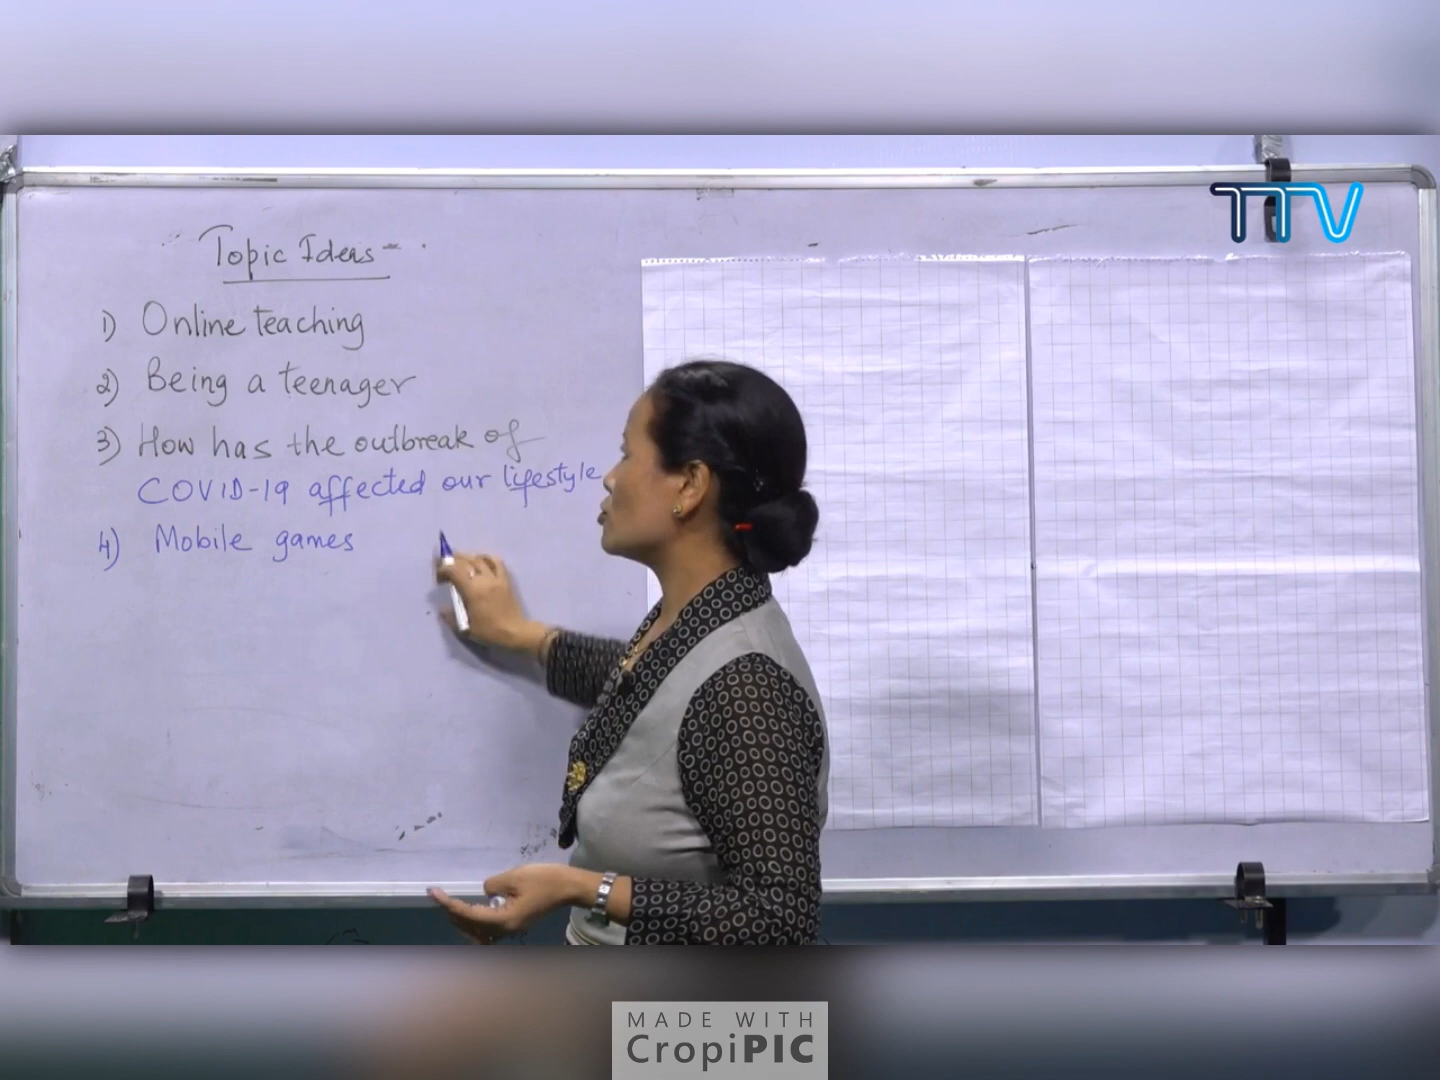 TTV
Topic Ideas
1) Online teaching
2) Being a teenager
3) How has the outbreak of
COVID-19 affected our lifestyle
4) Mobile games
MADE WITH
CropiPIC